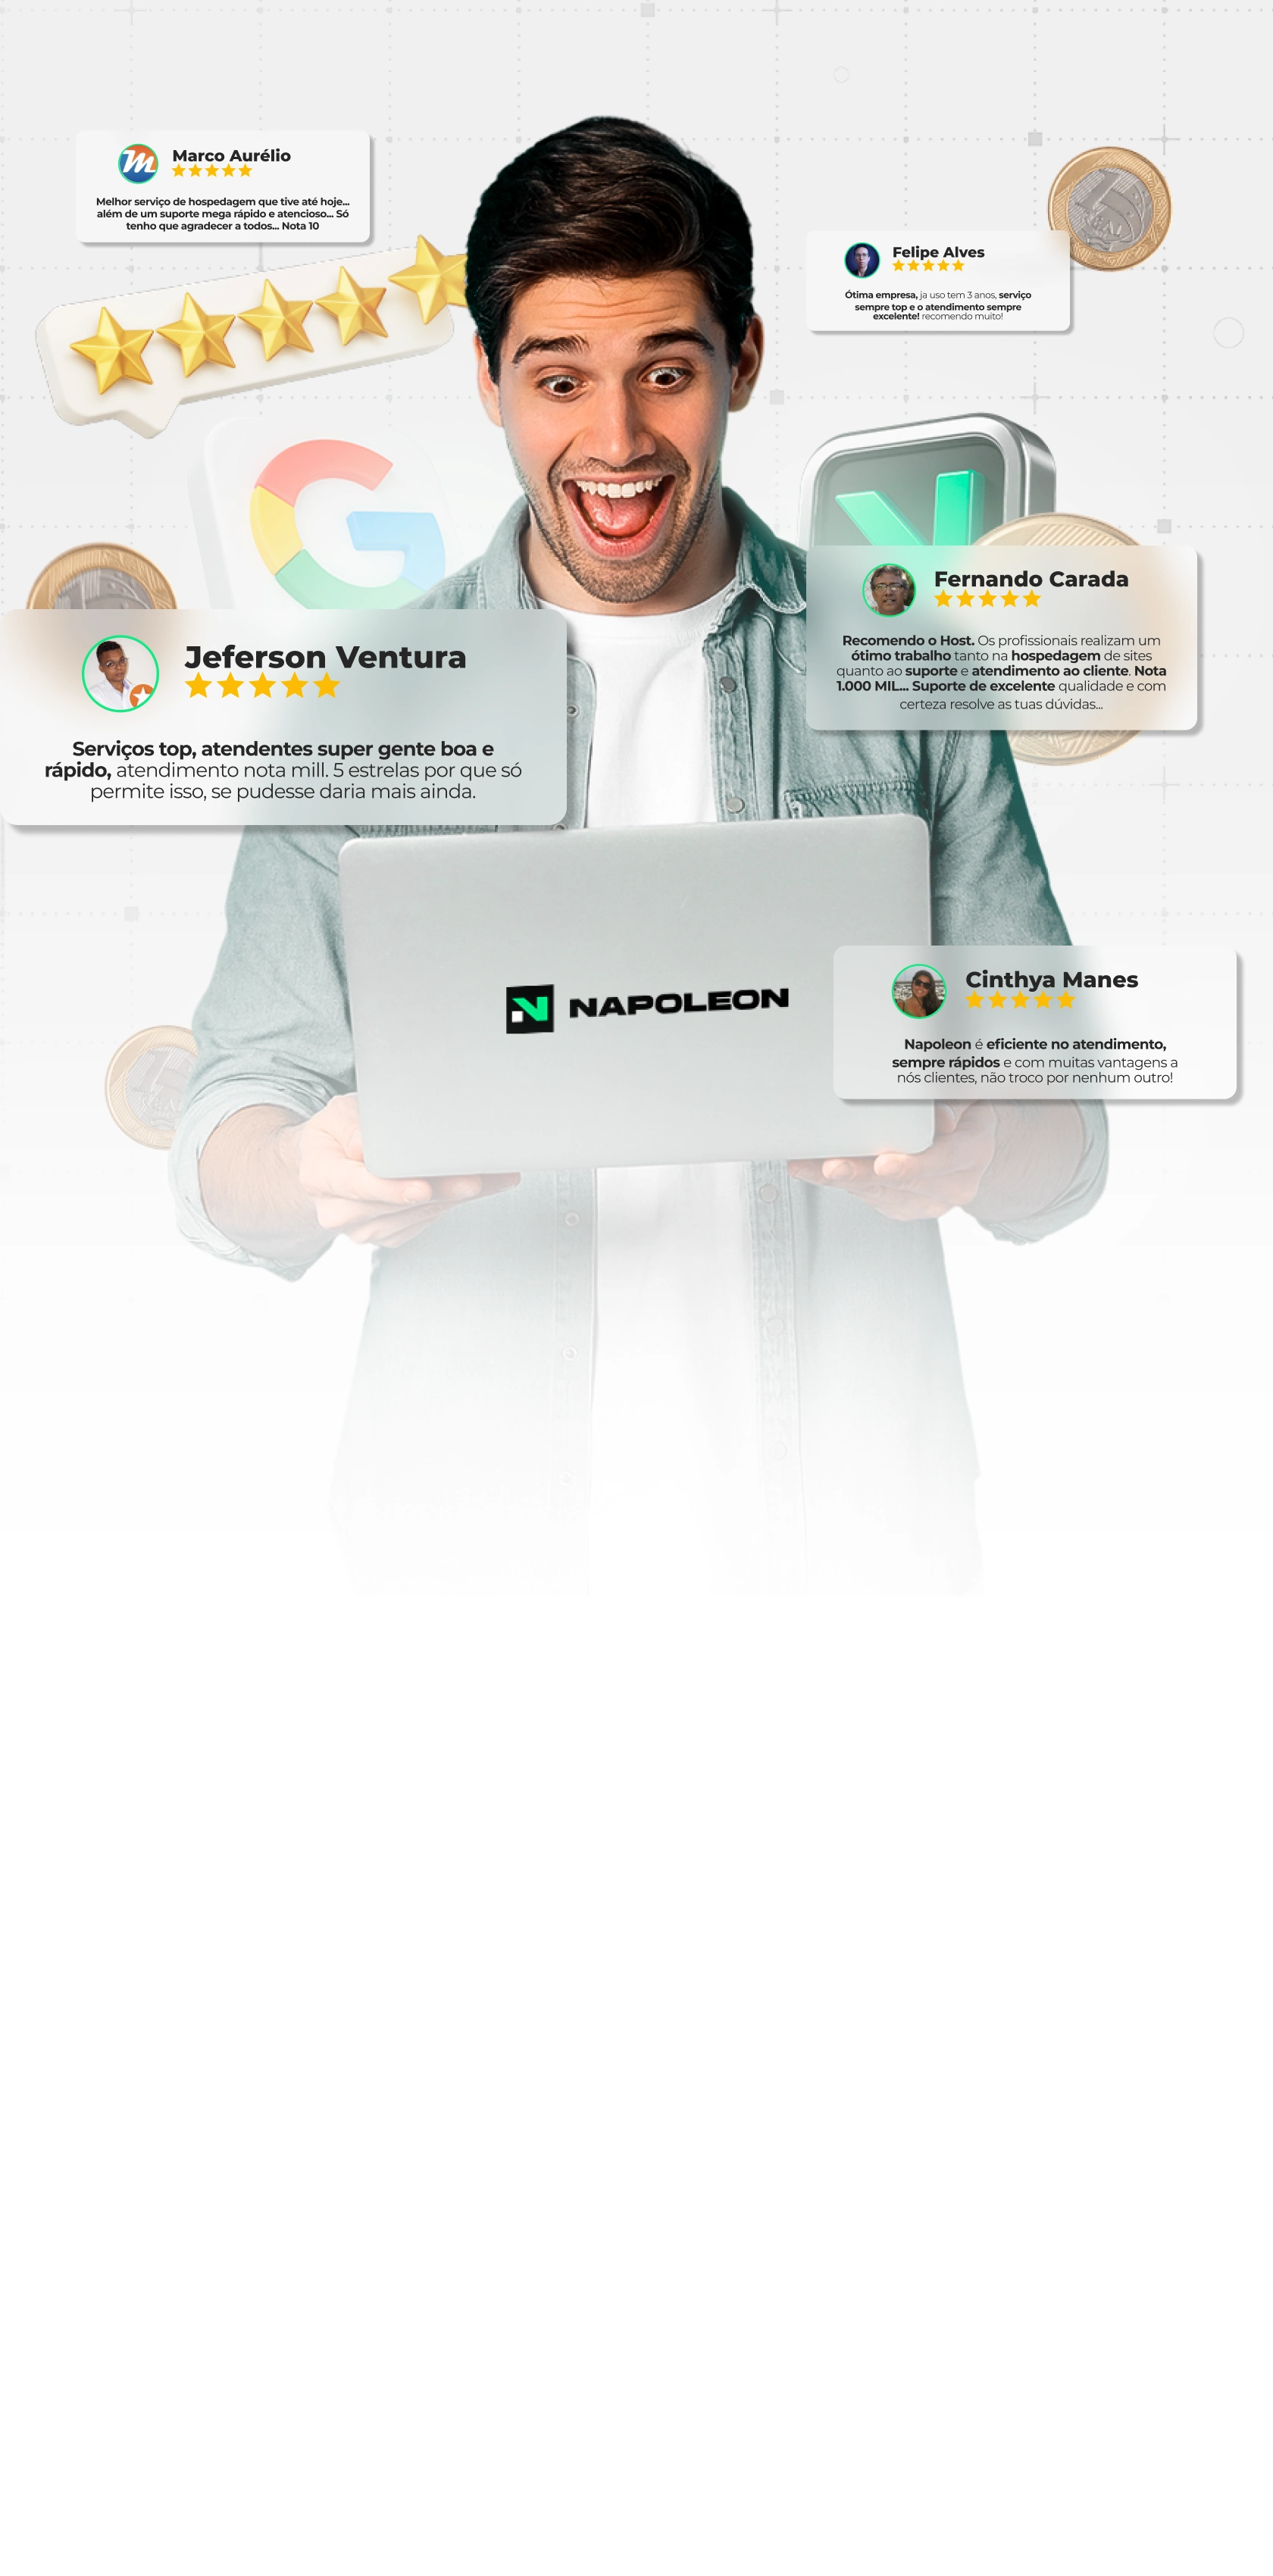 Marco Aurélio
Melhor serviço de hospedagem que tive até hoje...
além de um suporte mega rápido e atencioso... Só
tenho que agradecer a todos... Nota 10
Felipe Alves
Ótima empresa, ja uso tem 3 anos, serviço
sempre top e o atendimento sempre
excelente! recomendo muito!
Fernando Carada
Recomendo o Host. Os profissionais realizam um
ótimo trabalho tanto na hospedagem de sites
quanto ao suporte e atendimento ao cliente. Nota
1.000 MIL... Suporte de excelente qualidade e com
certeza resolve as tuas dúvidas...
Jeferson Ventura
Serviços top, atendentes super gente boa e
rápido, atendimento nota mill. 5 estrelas por que só
permite isso, se pudesse daria mais ainda.
NAPOLEON
Cinthya Manes
Napoleon é eficiente no atendimento,
sempre rápidos e com muitas vantagens a
nós clientes, não troco por nenhum outro!